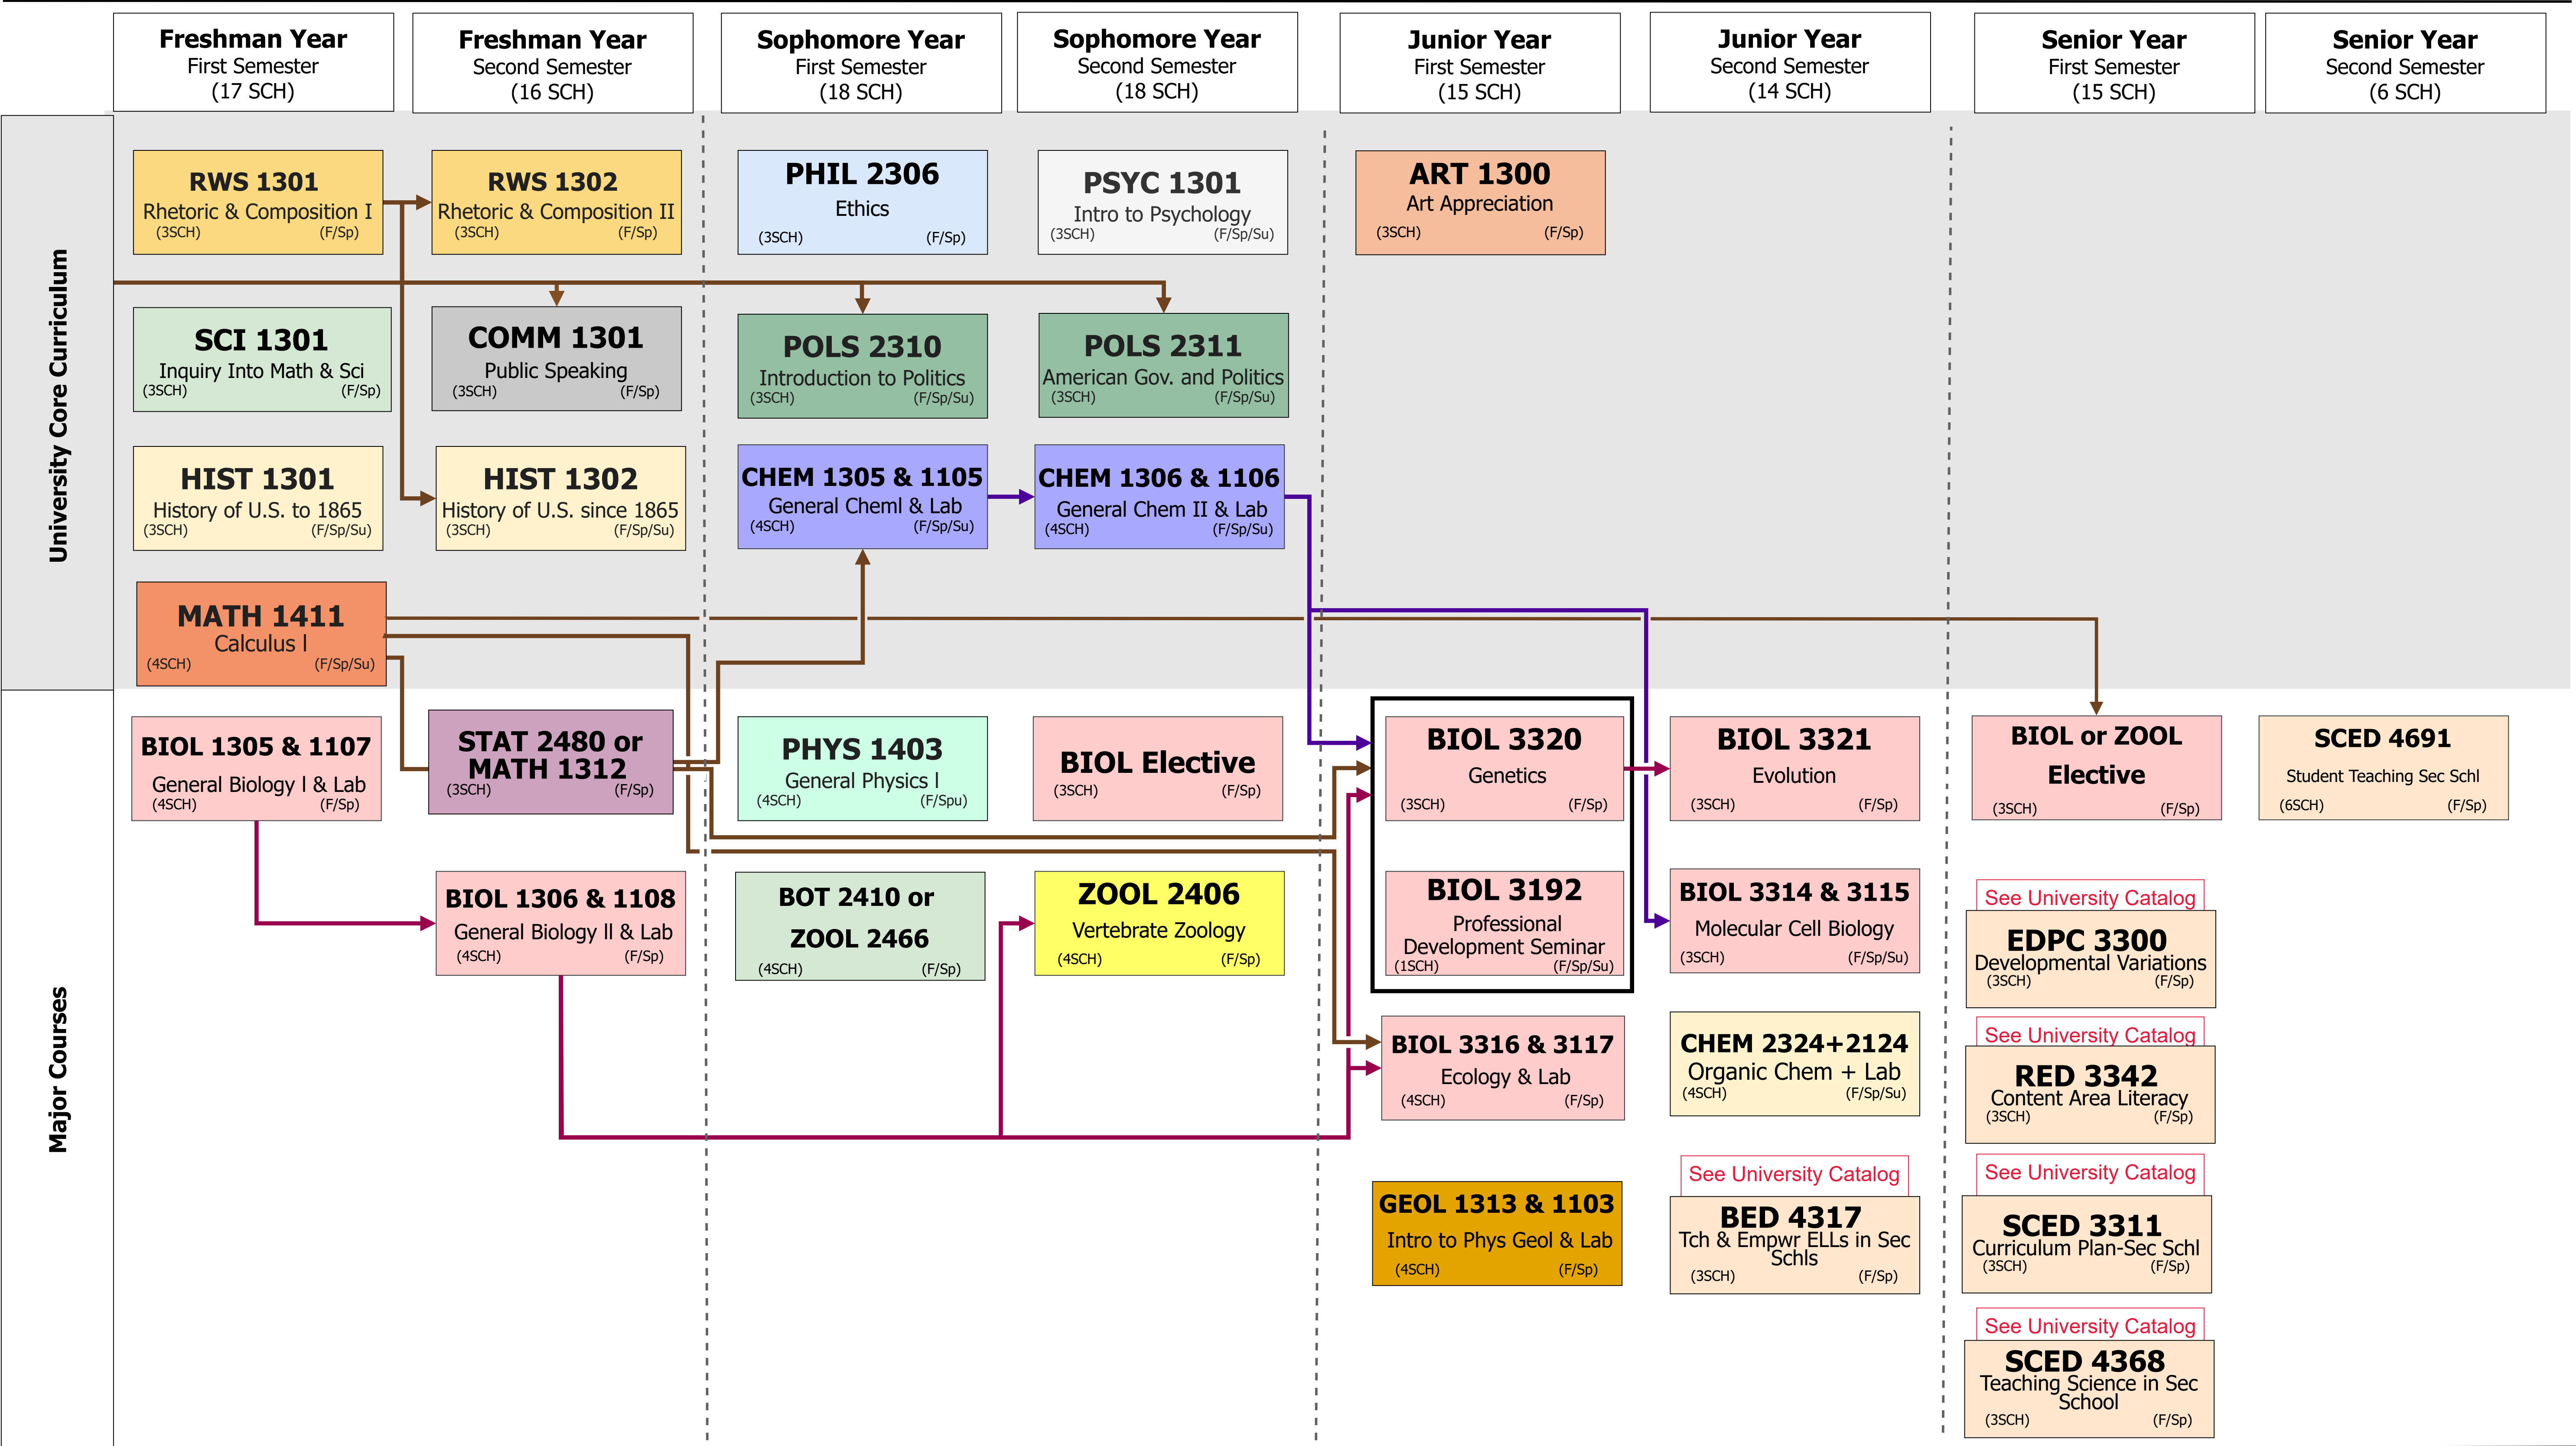 Freshman Year
First Semester
(17 SCH)
Freshman Year
Second Semester
(16 SCH)
Sophomore Year
First Semester
(18 SCH)
Sophomore Year
Second Semester
(18 SCH)
Junior Year
First Semester
(15 SCH)
Junior Year
Second Semester
(14 SCH)
Senior Year
First Semester
(15 SCH)
Senior Year
Second Semester
(6 SCH)
University Core Curriculum
RWS 1301
Rhetoric & Composition I
(3SCH) (F/Sp)
RWS 1302
Rhetoric & Composition II
(3SCH) (F/Sp)
PHIL 2306
Ethics
(3SCH) (F/Sp)
PSYC 1301
Intro to Psychology
(3SCH) (F/Sp/Su)
ART 1300
Art Appreciation
(3SCH) (F/Sp)
SCI 1301
Inquiry Into Math & Sci
(3SCH) (F/Sp)
COMM 1301
Public Speaking
(3SCH) (F/Sp)
POLS 2310
Introduction to Politics
(3SCH) (F/Sp/Su)
POLS 2311
American Gov. and Politics
(3SCH) (F/Sp/Su)
HIST 1301
History of U.S. to 1865
(3SCH) (F/Sp/Su)
HIST 1302
History of U.S. since 1865
(3SCH) (F/Sp/Su)
CHEM 1305 & 1105
General Cheml & Lab
(4SCH) (F/Sp/Su)
CHEM 1306 & 1106
General Chem II & Lab
(4SCH) (F/Sp/Su)
MATH 1411
Calculus l
(4SCH) (F/Sp/Su)
Major Courses
BIOL 1305 & 1107
General Biology l & Lab
(4SCH) (F/Sp)
STAT 2480 or
MATH 1312
(3SCH) (F/Sp)
PHYS 1403
General Physics l
(4SCH) (F/Spu)
BIOL Elective
(3SCH) (F/Sp)
BIOL 3320
Genetics
(3SCH) (F/Sp)
BIOL 3321
Evolution
(3SCH) (F/Sp)
BIOL or ZOOL
Elective
(3SCH) (F/Sp)
SCED 4691
Student Teaching Sec Schl
(6SCH) (F/Sp)
BIOL 1306 & 1108
General Biology ll & Lab
(4SCH) (F/Sp)
BOT 2410 or
ZOOL 2466
(4SCH) (F/Sp)
ZOOL 2406
Vertebrate Zoology
(4SCH) (F/Sp)
BIOL 3192
Professional
Development Seminar
(1SCH) (F/Sp/Su)
BIOL 3314 & 3115
Molecular Cell Biology
(3SCH) (F/Sp/Su)
See University Catalog
EDPC 3300
Developmental Variations
(3SCH) (F/Sp)
BIOL 3316 & 3117
Ecology & Lab
(4SCH) (F/Sp)
CHEM 2324+2124
Organic Chem + Lab
(4SCH) (F/Sp/Su)
See University Catalog
RED 3342
Content Area Literacy
(3SCH) (F/Sp)
GEOL 1313 & 1103
Intro to Phys Geol & Lab
(4SCH) (F/Sp)
See University Catalog
BED 4317
Tch & Empwr ELLs in Sec
Schls
(3SCH) (F/Sp)
See University Catalog
SCED 3311
Curriculum Plan-Sec Schl
(3SCH) (F/Sp)
See University Catalog
SCED 4368
Teaching Science in Sec
School
(3SCH) (F/Sp)